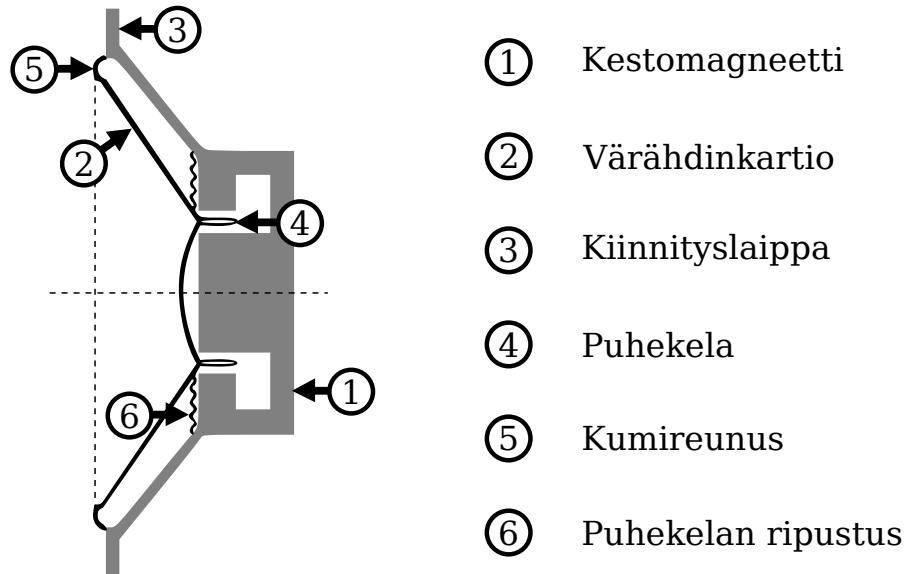 3
5
2
4
1
6
1 Kestomagneetti
2 Värähdinkartio
3 Kiinnityslaippa
4 Puhekela
5 Kumireunus
6 Puhekelan ripustus